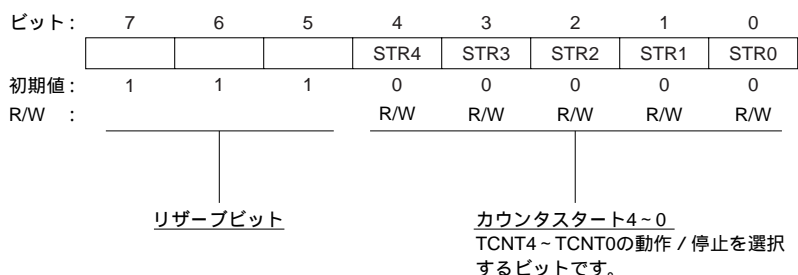 ビット: 7 6 5 4 3 2 1 0
STR4 STR3 STR2 STR1 STR0
初期値: 1 1 1 0 0 0 0 0
R/W : R/W R/W R/W R/W R/W
リザーブビット
カウンタスタート4~0
TCNT4~TCNT0の動作/停止を選択
するビットです。